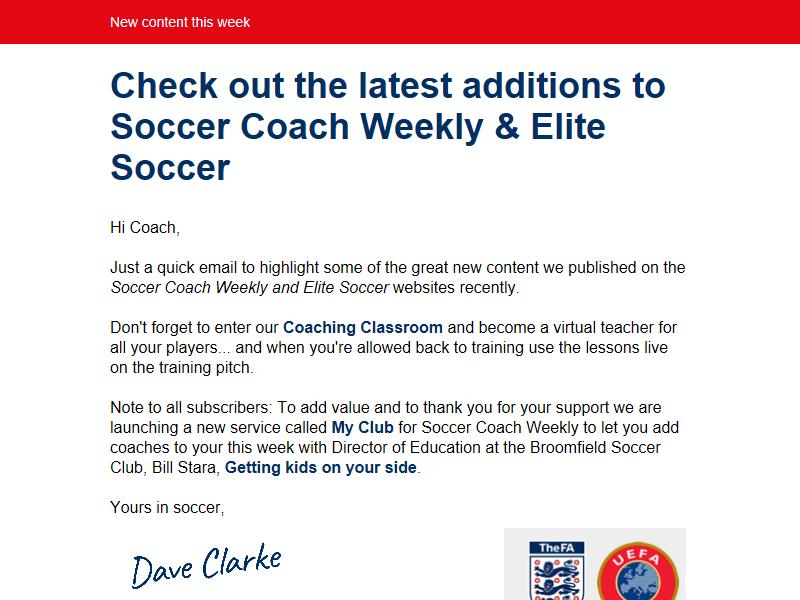 New content this week
Check out the latest additions to
Soccer Coach Weekly & Elite
Soccer
Hi Coach,
Just a quick email to highlight some of the great new content we published on the
Soccer Coach Weekly and Elite Soccer websites recently.
Don't forget to enter our Coaching Classroom and become a virtual teacher for
all your players... and when you're allowed back to training use the lessons live
on the training pitch.
Note to all subscribers: To add value and to thank you for your support we are
launching a new service called My Club for Soccer Coach Weekly to let you add
coaches to your this week with Director of Education at the Broomfield Soccer
Club, Bill Stara, Getting kids on your side.
Yours in soccer,
Dave Clarke
TheFA
UEFA